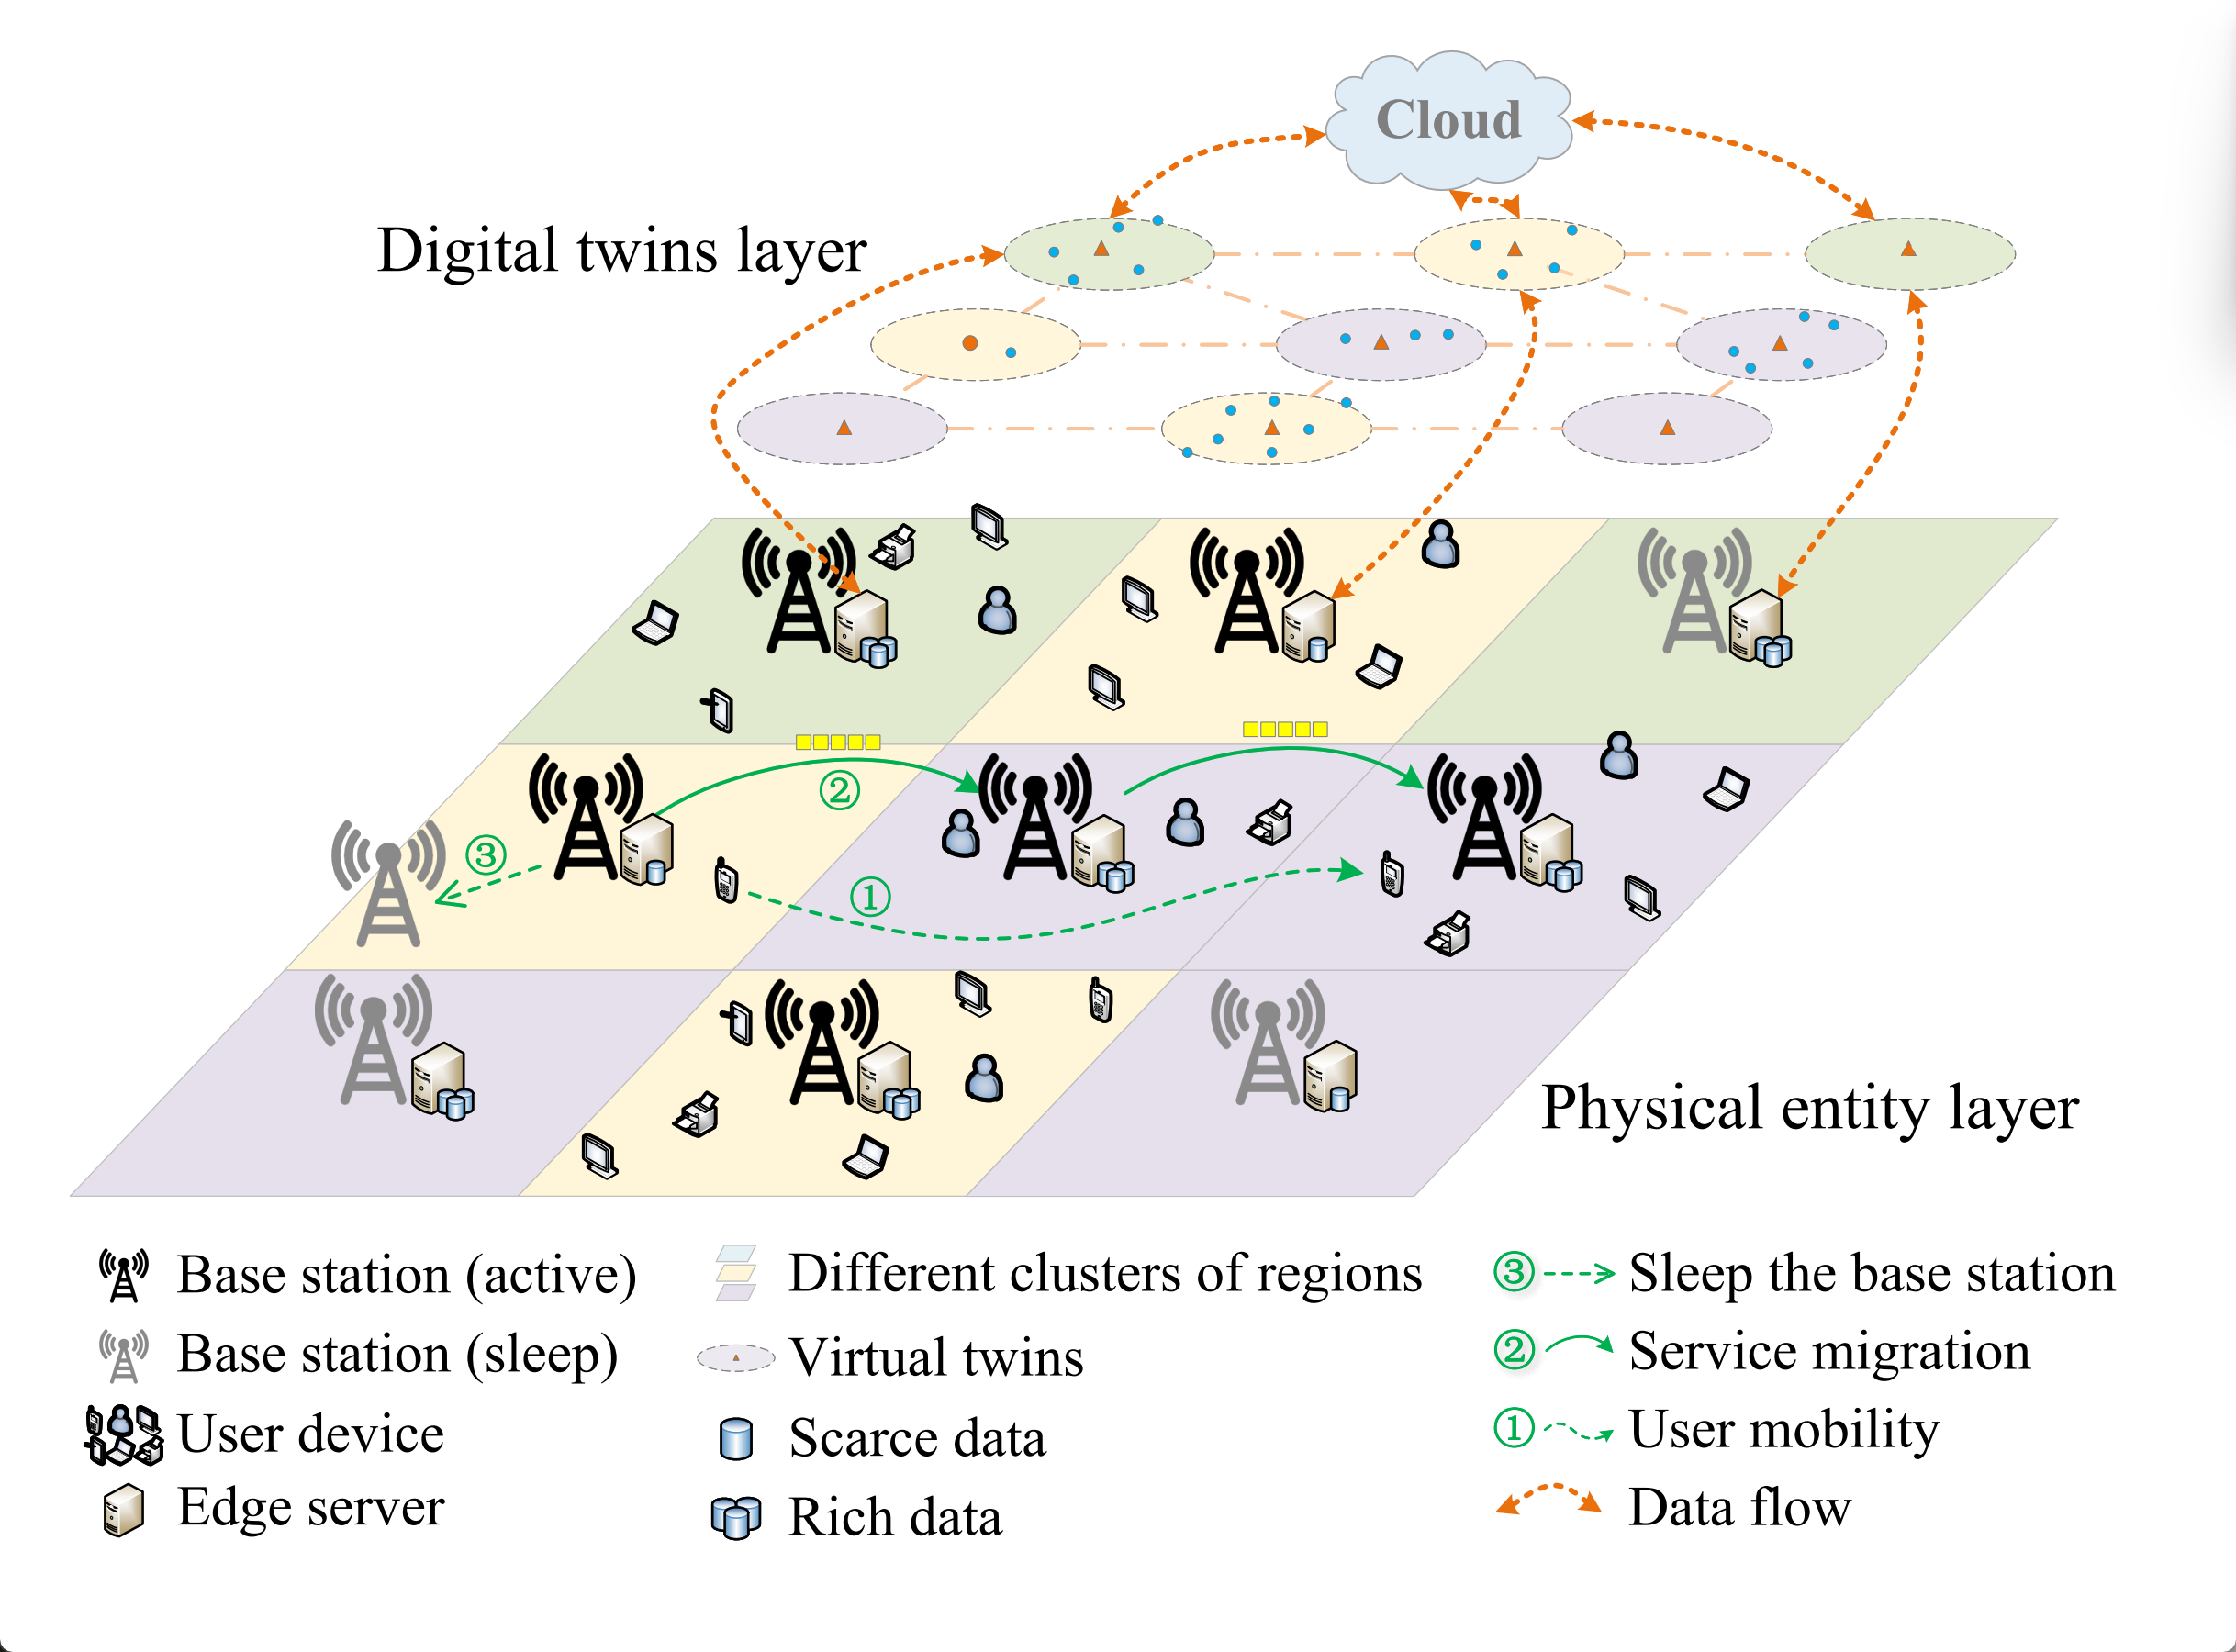 Cloud
Digital twins layer
②
③
①
Physical entity layer
Base station (active)
Different clusters of regions
③ Sleep the base station
Base station (sleep)
Virtual twins
② Service migration
User device
Scarce data
① User mobility
Edge server
Rich data
Data flow